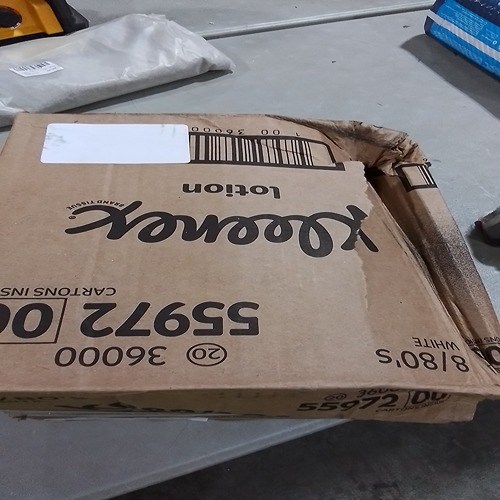 1 00 36000
lotion
Kleenex®
BRAND TISSUE
CARTONS INS
55972 00
20 36000
8/80's
WHITE
55972 00